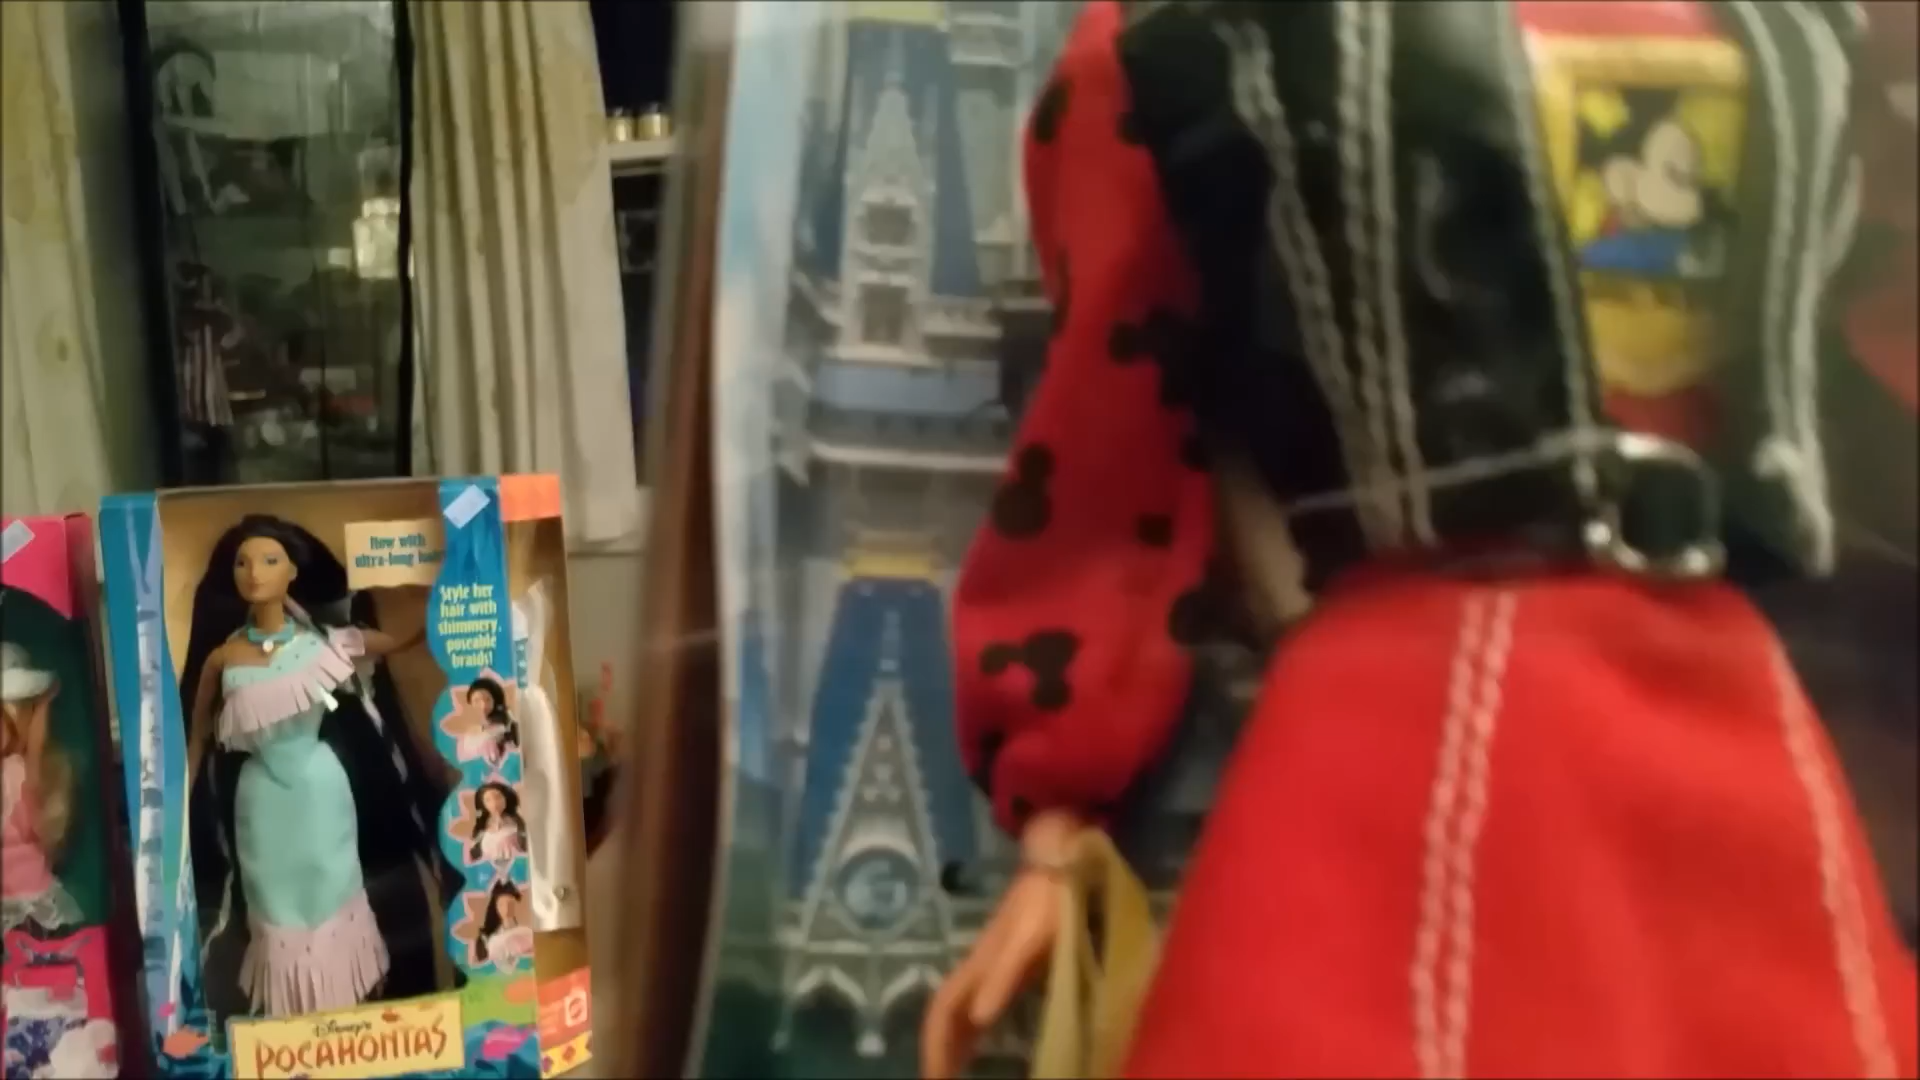 Now with
ultra-long hair
Style her
hair with
shimmery,
poseable
braids!
Disney's
POCAHONTAS